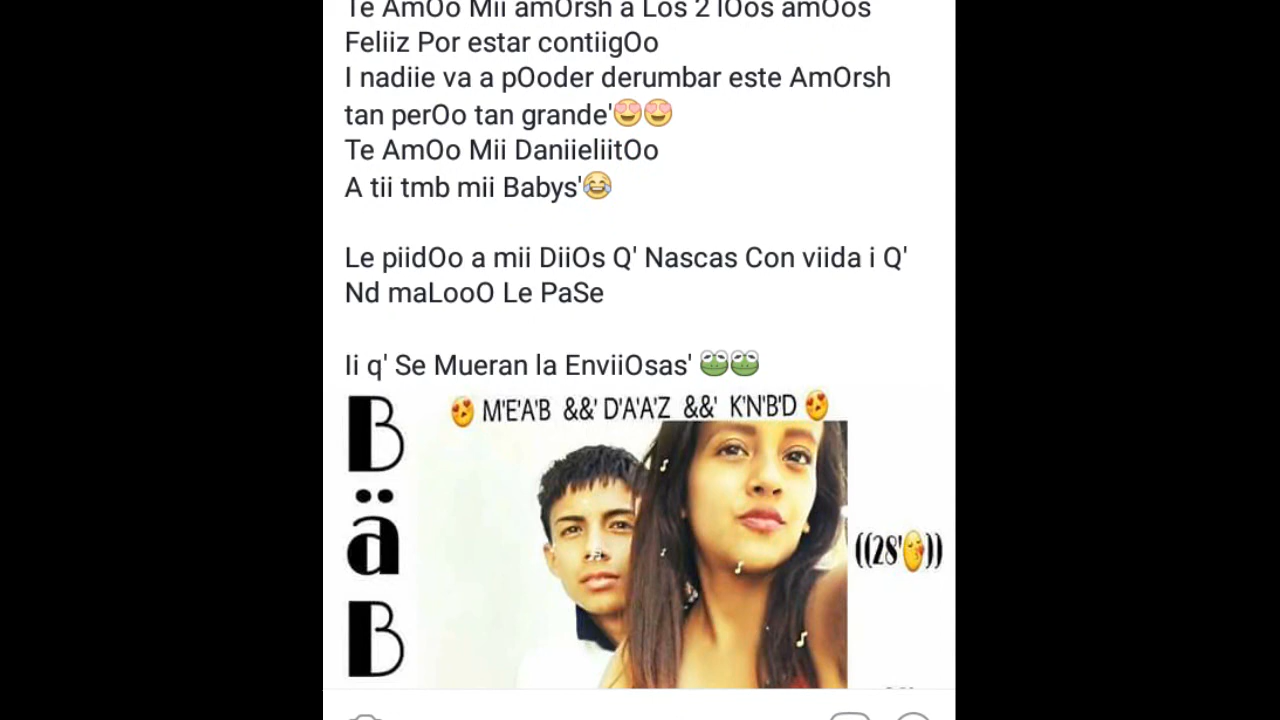 Te AmOo Mii amOrsh a Los 2 lOos amOos
Feliiz Por estar contiigOo
I nadiie va a pOoder derumbar este AmOrsh
tan perOo tan grande'😍😍
Te AmOo Mii DaniieliitOo
A tii tmb mii Babys'😂
Le piidOo a mii DiiOs Q' Nascas Con viida i Q'
Nd maLooO Le PaSe
Ii q' Se Mueran la EnviiOsas' 🐸🐸
😍 M'E'A'B &&' D'A'A'Z &&' K'N'B'D 😍
B
ä
B
((28'😘))